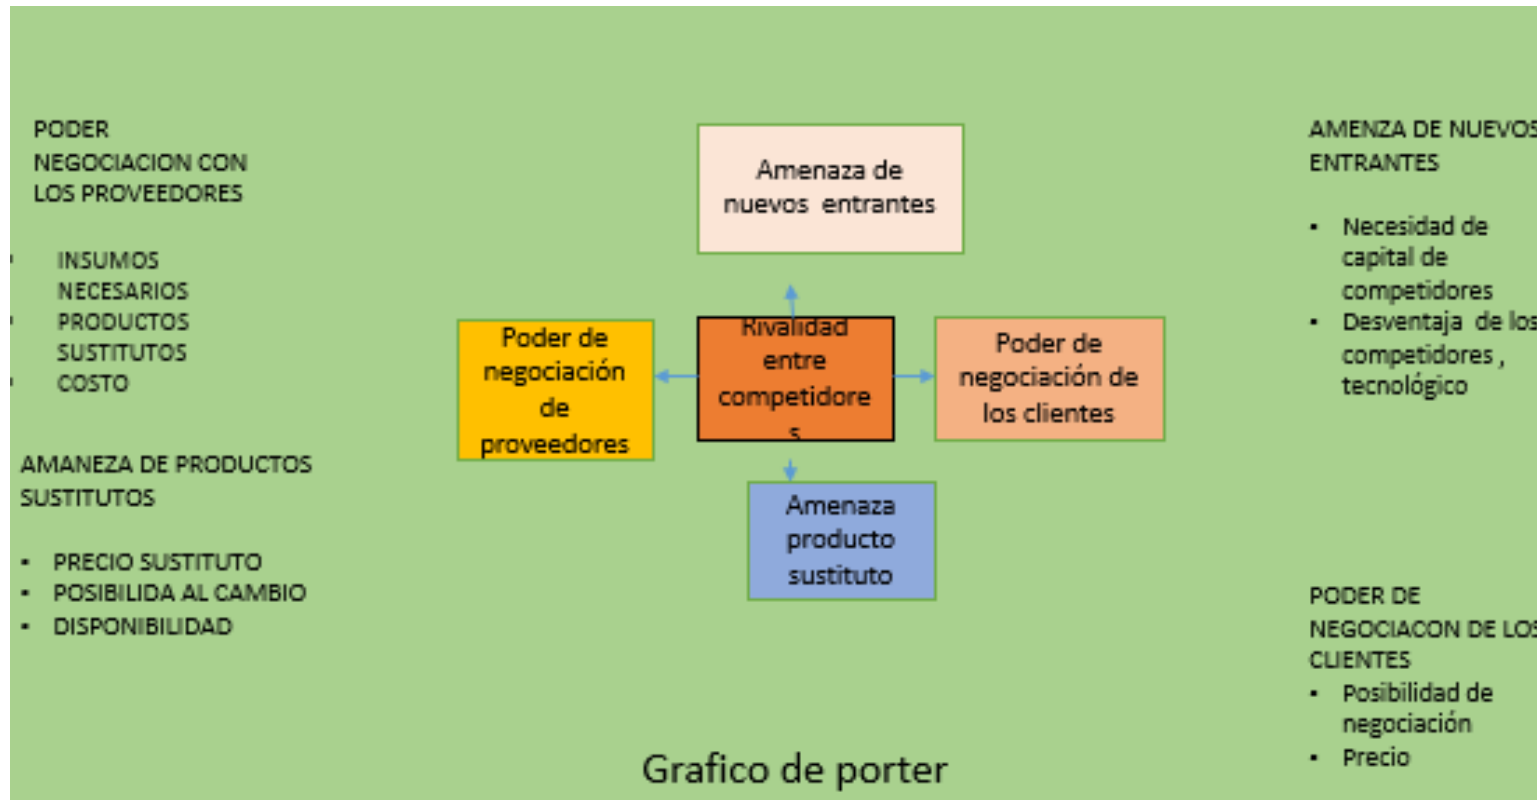 PODER
NEGOCIACION CON
LOS PROVEEDORES
INSUMOS
NECESARIOS
▪ PRODUCTOS
SUSTITUTOS
▪ COSTO
AMANEZA DE PRODUCTOS
SUSTITUTOS
▪ PRECIO SUSTITUTO
▪ POSIBILIDA AL CAMBIO
▪ DISPONIBILIDAD
Amenaza de
nuevos entrantes
Poder de
negociación
de
proveedores
Rivalidad
entre
competidore
s
Poder de
negociación de
los clientes
Amenaza
producto
sustituto
AMENZA DE NUEVOS
ENTRANTES
▪ Necesidad de
capital de
competidores
▪ Desventaja de los
competidores ,
tecnológico
PODER DE
NEGOCIACON DE LOS
CLIENTES
▪ Posibilidad de
negociación
▪ Precio
Grafico de porter